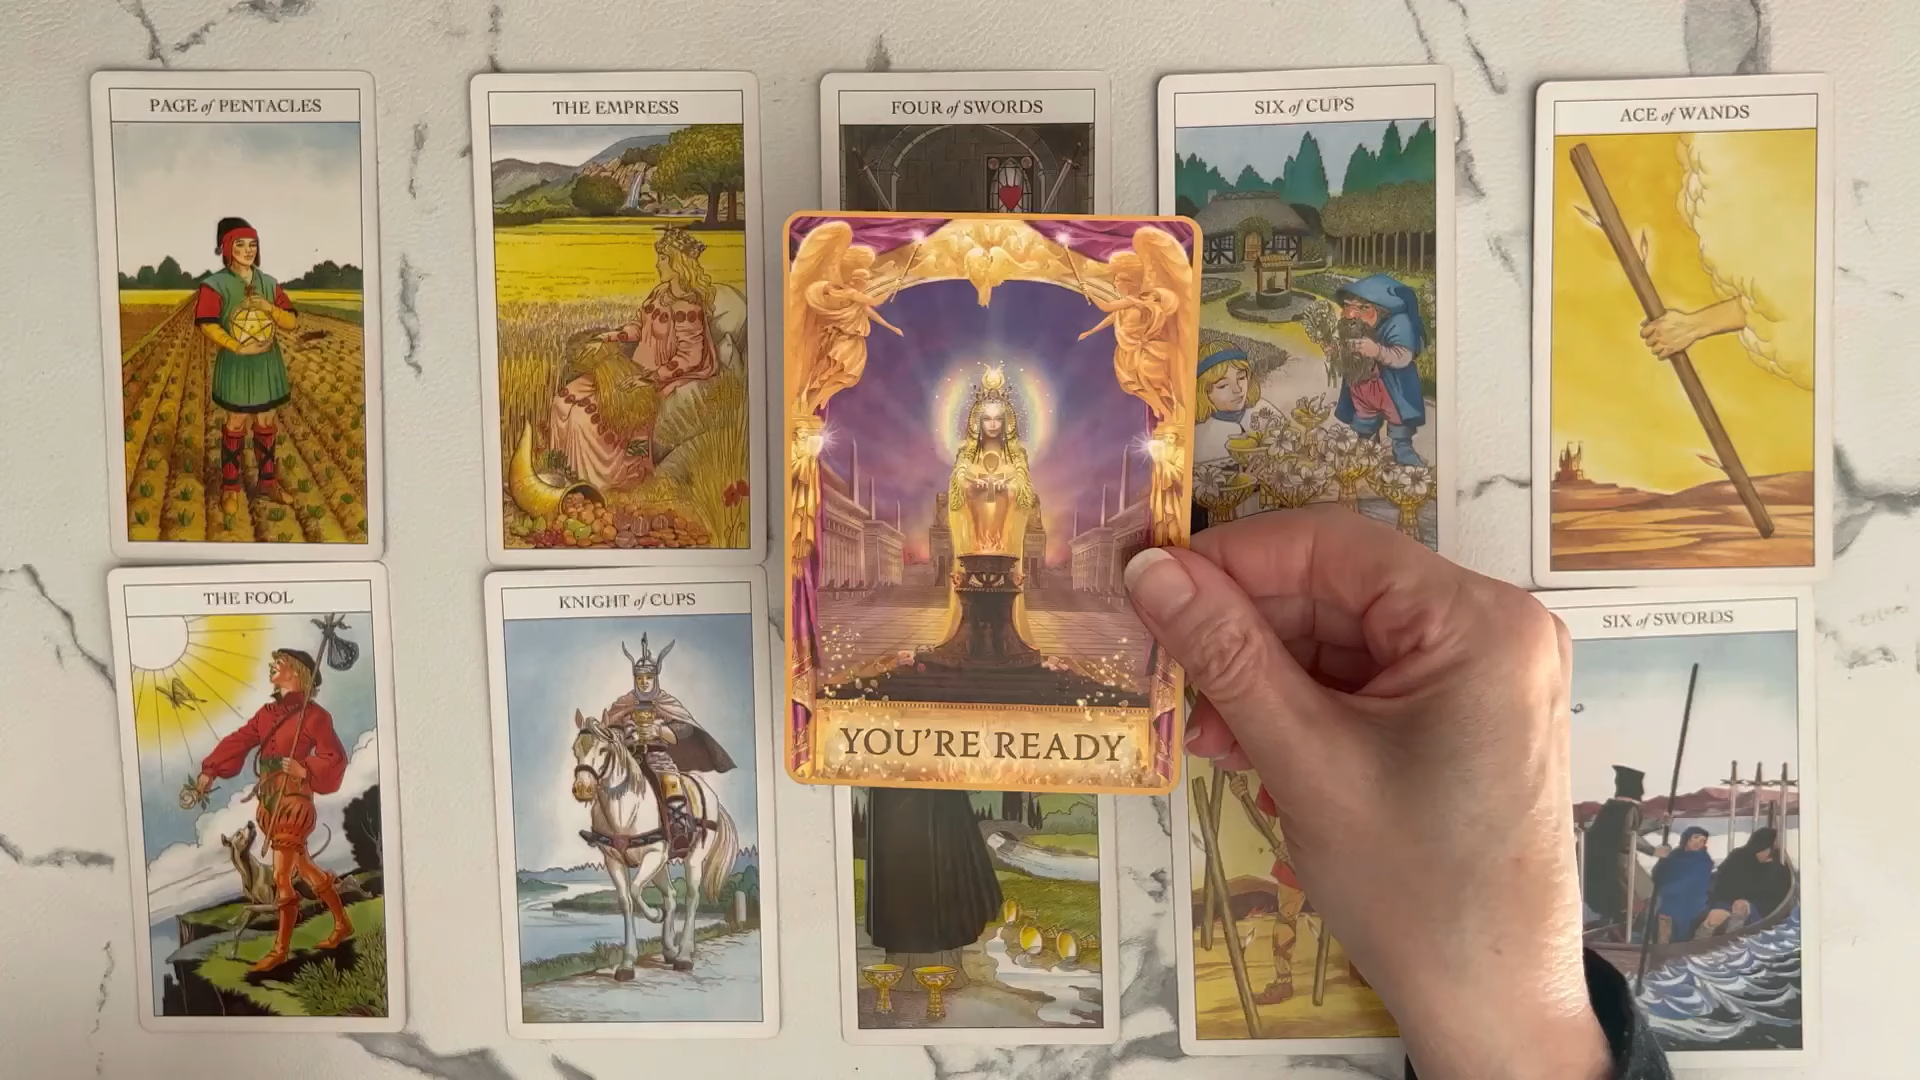 PAGE of PENTACLES
THE EMPRESS
FOUR of SWORDS
SIX of CUPS
ACE of WANDS
THE FOOL
KNIGHT of CUPS
YOU'RE READY
SIX of SWORDS